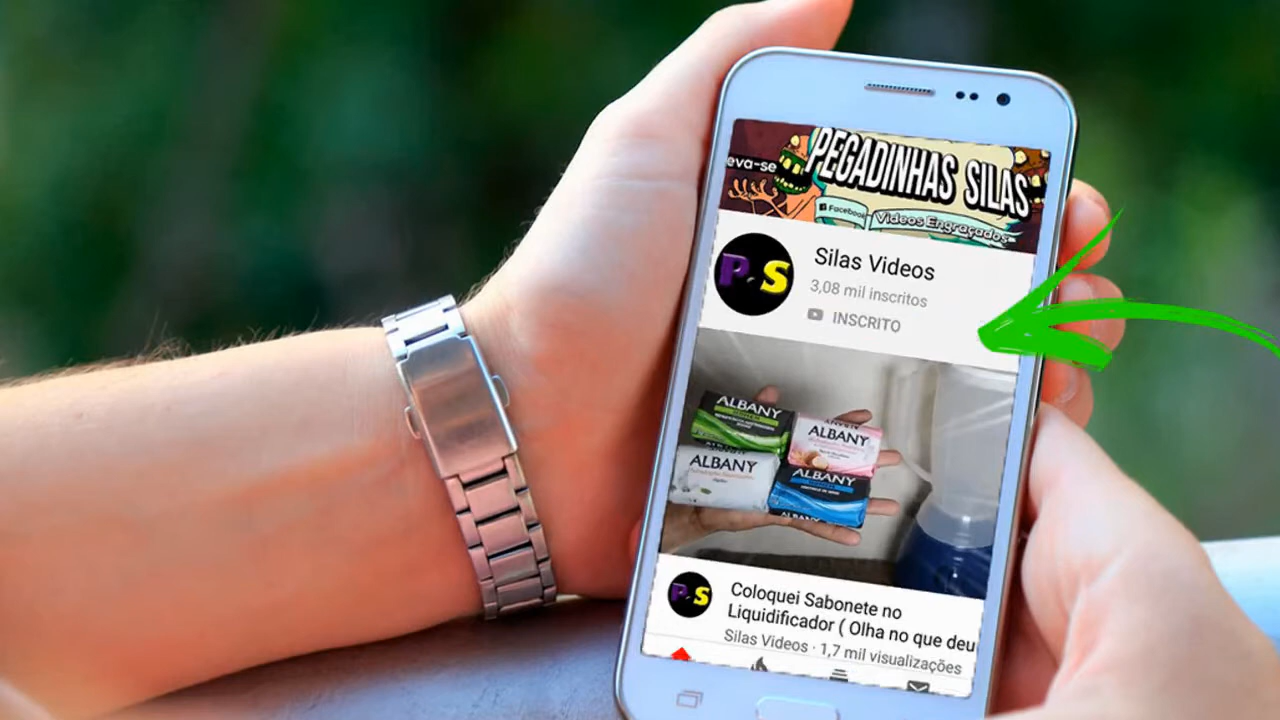 eva-se
PEGADINHAS SILAS
Facebook
Videos Engraçados
P S
Silas Videos
3,08 mil inscritos
INSCRITO
ALBANY
ALBANY
ALBANY
ALBANY
P S
Coloquei Sabonete no
Liquidificador ( Olha no que deu
Silas Videos · 1,7 mil visualizações